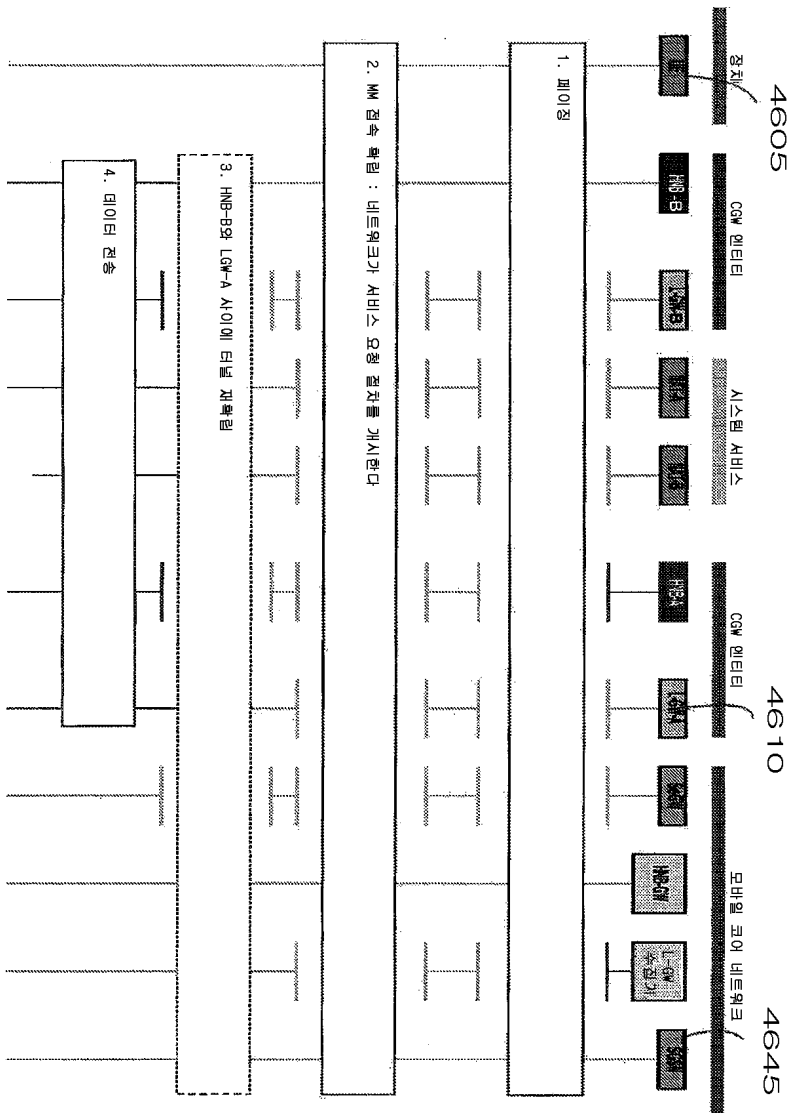 4605
4610
4645
장치
CGW 엔티티
시스템 서비스
CGW 엔티티
모바일 코어 네트워크
UE
HNB-B
L-GW-B
HNB-A
L-GW-A
HNB-GW
L-GW
수집기
1. 페이징
2. MM 접속 확립 : 네트워크가 서비스 요청 절차를 개시한다
3. HNB-B와 LGW-A 사이에 터널 재확립
4. 데이터 전송